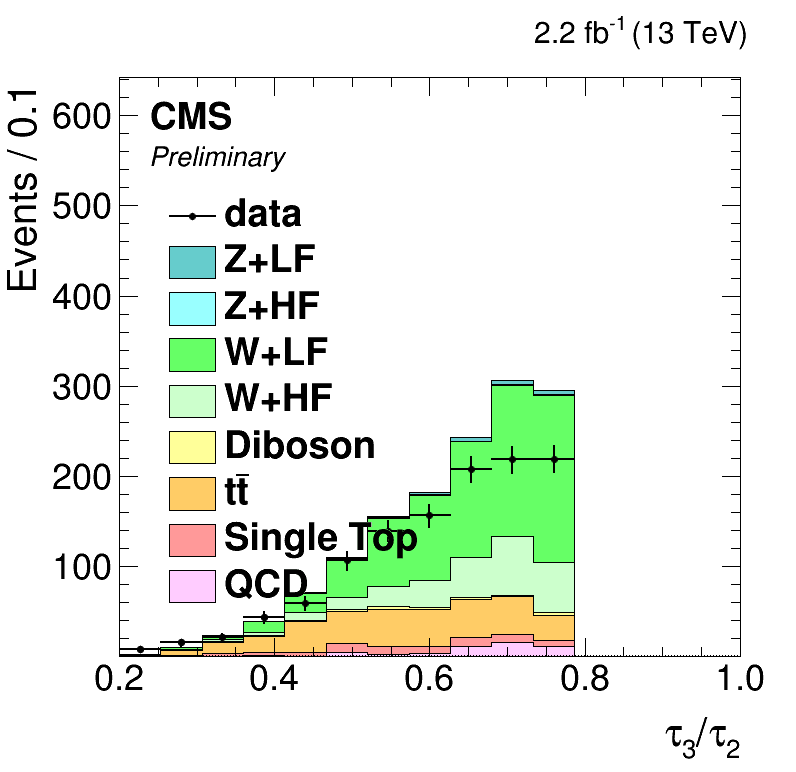 2.2 fb⁻¹ (13 TeV)
Events / 0.1
600
500
400
300
200
100
CMS
Preliminary
data
Z+LF
Z+HF
W+LF
W+HF
Diboson
tt̄
Single Top
QCD
0.2 0.4 0.6 0.8 1.0
τ₃/τ₂